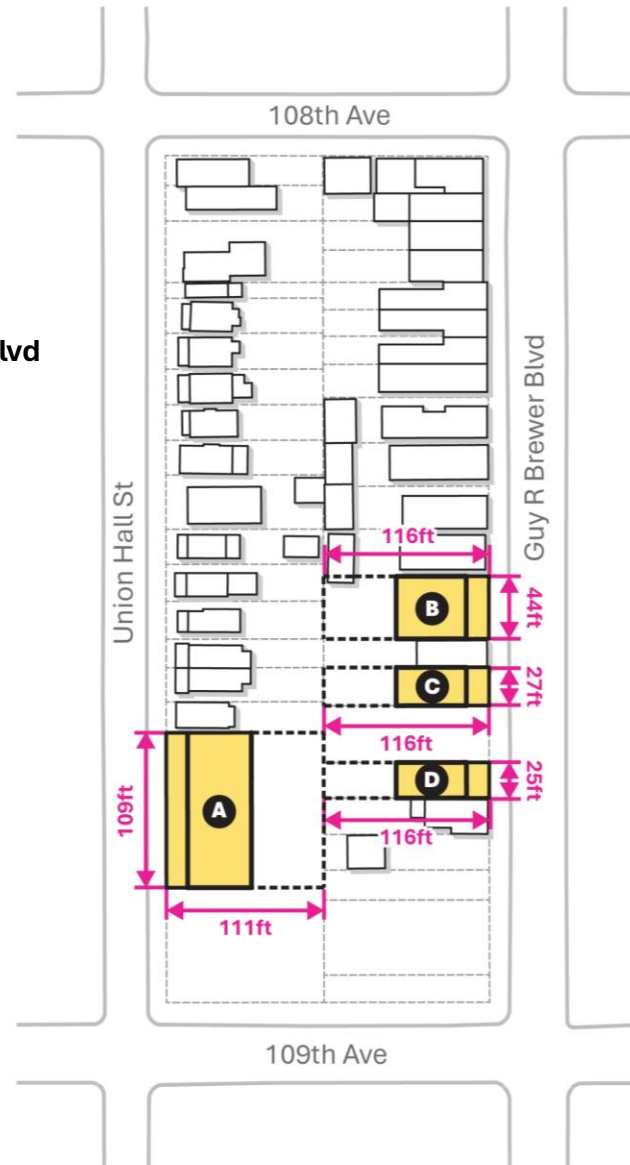 108th Ave
lvd
Guy R Brewer Blvd
Union Hall St
116ft
B
44ft
C
27ft
116ft
A
109ft
D
25ft
116ft
111ft
109th Ave